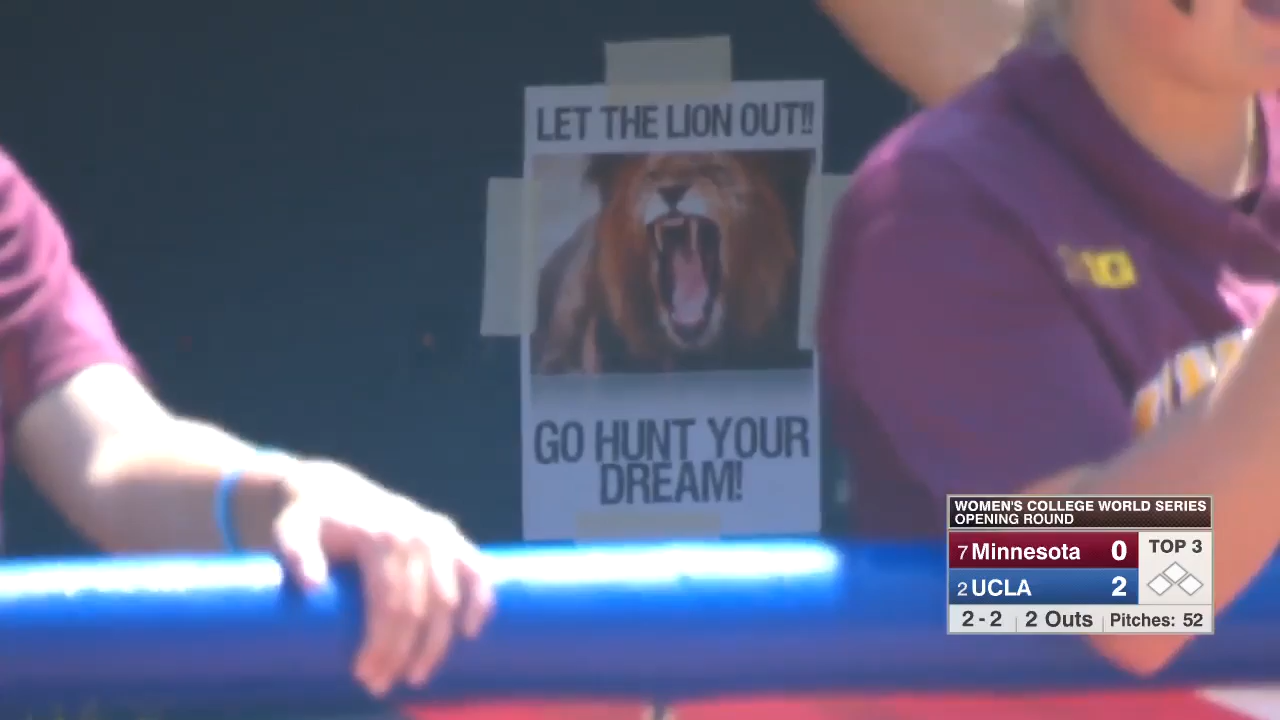 LET THE LION OUT!!
GO HUNT YOUR
DREAM!
WOMEN'S COLLEGE WORLD SERIES
OPENING ROUND
7 Minnesota 0
2 UCLA 2
TOP 3
2 - 2 2 Outs Pitches: 52